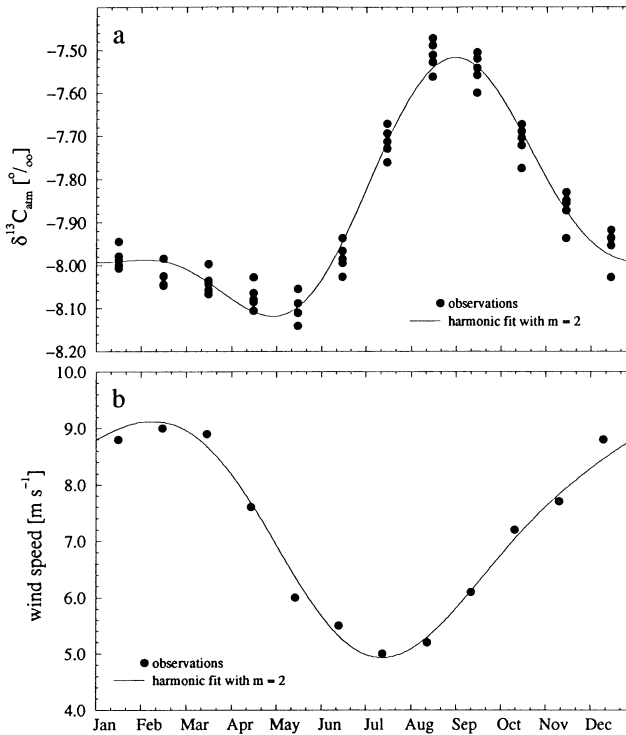 a
-7.50
-7.60
-7.70
-7.80
-7.90
-8.00
-8.10
-8.20
δ¹³C_atm [°/∞]
observations
harmonic fit with m = 2
b
10.0
9.0
8.0
7.0
6.0
5.0
4.0
wind speed [m s⁻¹]
observations
harmonic fit with m = 2
Jan Feb Mar Apr May Jun Jul Aug Sep Oct Nov Dec